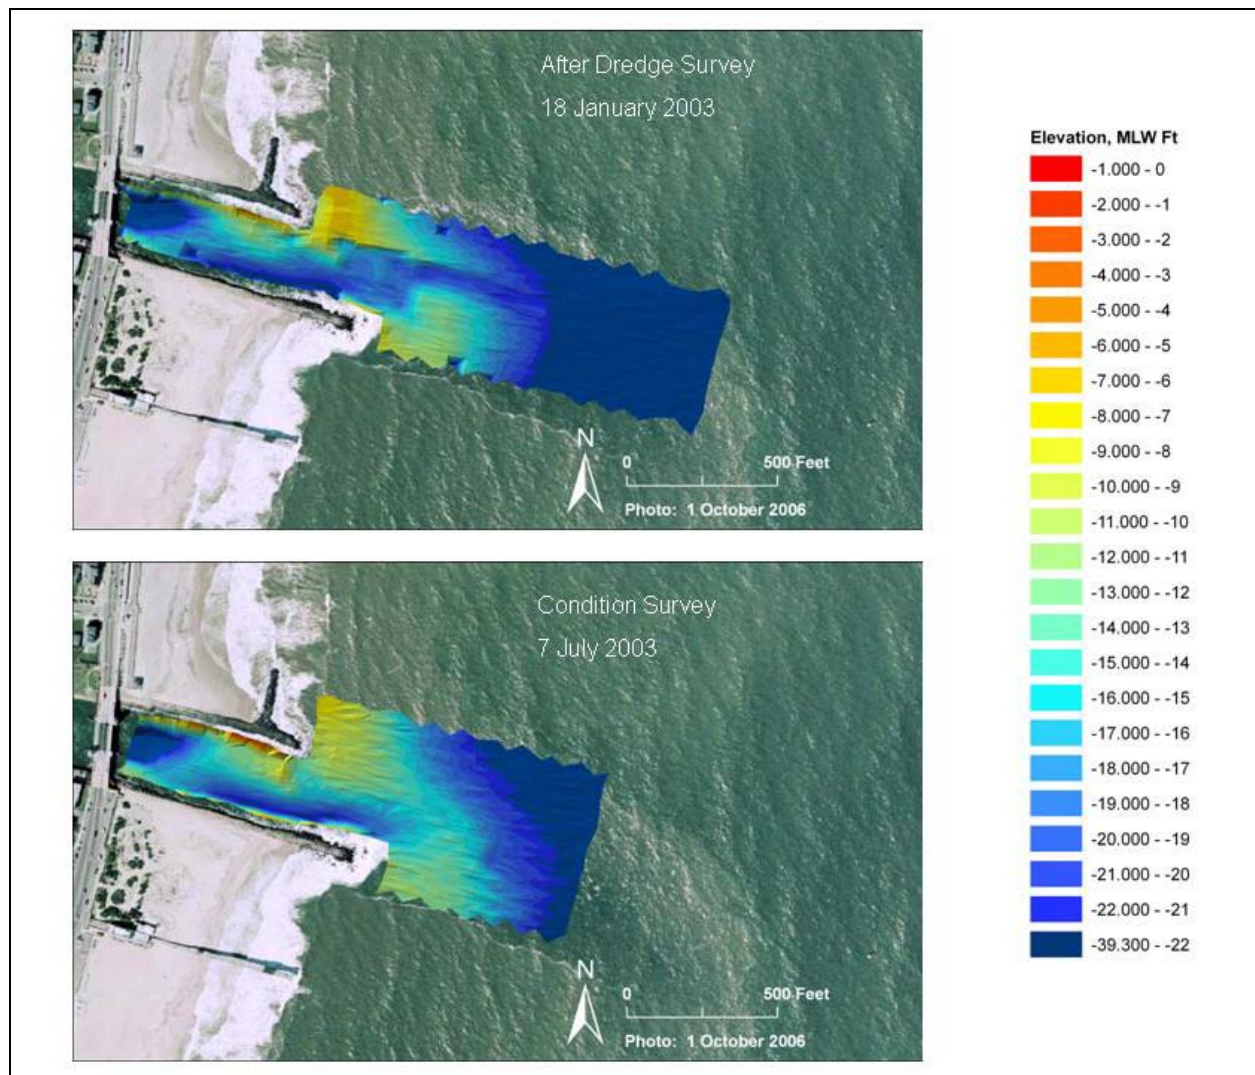 After Dredge Survey
18 January 2003
N
0 500 Feet
Photo: 1 October 2006
Condition Survey
7 July 2003
N
0 500 Feet
Photo: 1 October 2006
Elevation, MLW Ft
-1.000 - 0
-2.000 - -1
-3.000 - -2
-4.000 - -3
-5.000 - -4
-6.000 - -5
-7.000 - -6
-8.000 - -7
-9.000 - -8
-10.000 - -9
-11.000 - -10
-12.000 - -11
-13.000 - -12
-14.000 - -13
-15.000 - -14
-16.000 - -15
-17.000 - -16
-18.000 - -17
-19.000 - -18
-20.000 - -19
-21.000 - -20
-22.000 - -21
-39.300 - -22